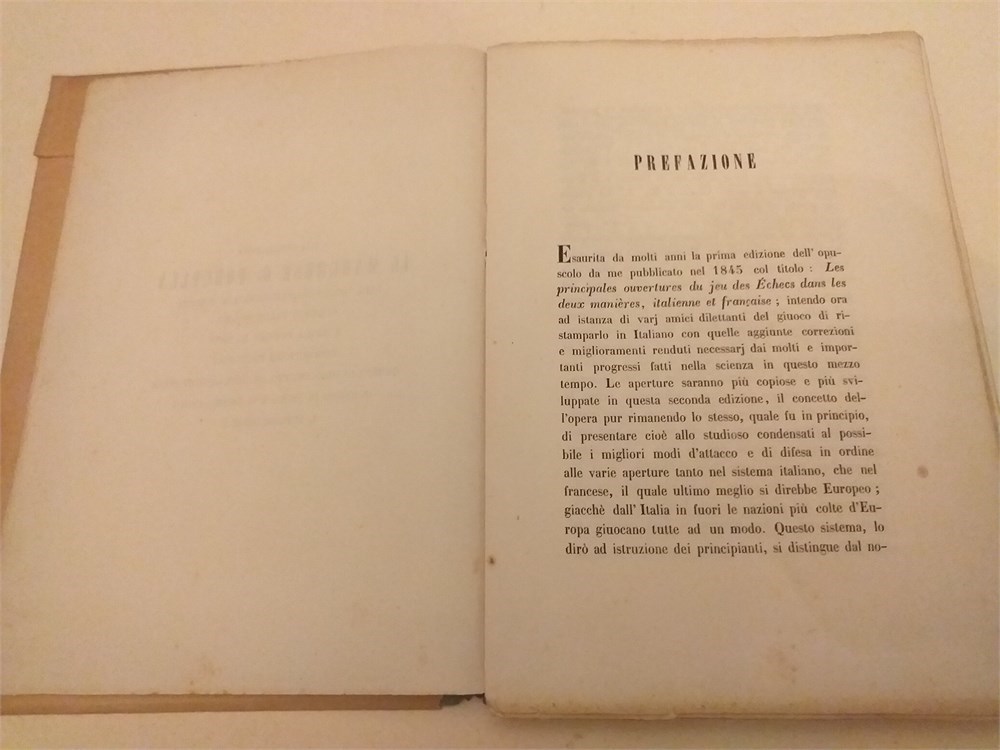 PREFAZIONE
Esaurita da molti anni la prima edizione dell' opu-
scolo da me pubblicato nel 1843 col titolo : Les
principales ouvertures du jeu des Échecs dans les
deux manières, italienne et française ; intendo ora
ad istanza di varj amici dilettanti del giuoco di ri-
stamparlo in Italiano con quelle aggiunte correzioni
e miglioramenti renduti necessarj dai molti e impor-
tanti progressi fatti nella scienza in questo mezzo
tempo. Le aperture saranno più copiose e più svi-
luppate in questa seconda edizione, il concetto del-
l'opera pur rimanendo lo stesso, quale fu in principio,
di presentare cioè allo studioso condensati al possi-
bile i migliori modi d'attacco e di difesa in ordine
alle varie aperture tanto nel sistema italiano, che nel
francese, il quale ultimo meglio si direbbe Europeo ;
giacchè dall' Italia in fuori le nazioni più colte d'Eu-
ropa giuocano tutte ad un modo. Questo sistema, lo
dirò ad istruzione dei principianti, si distingue dal no-